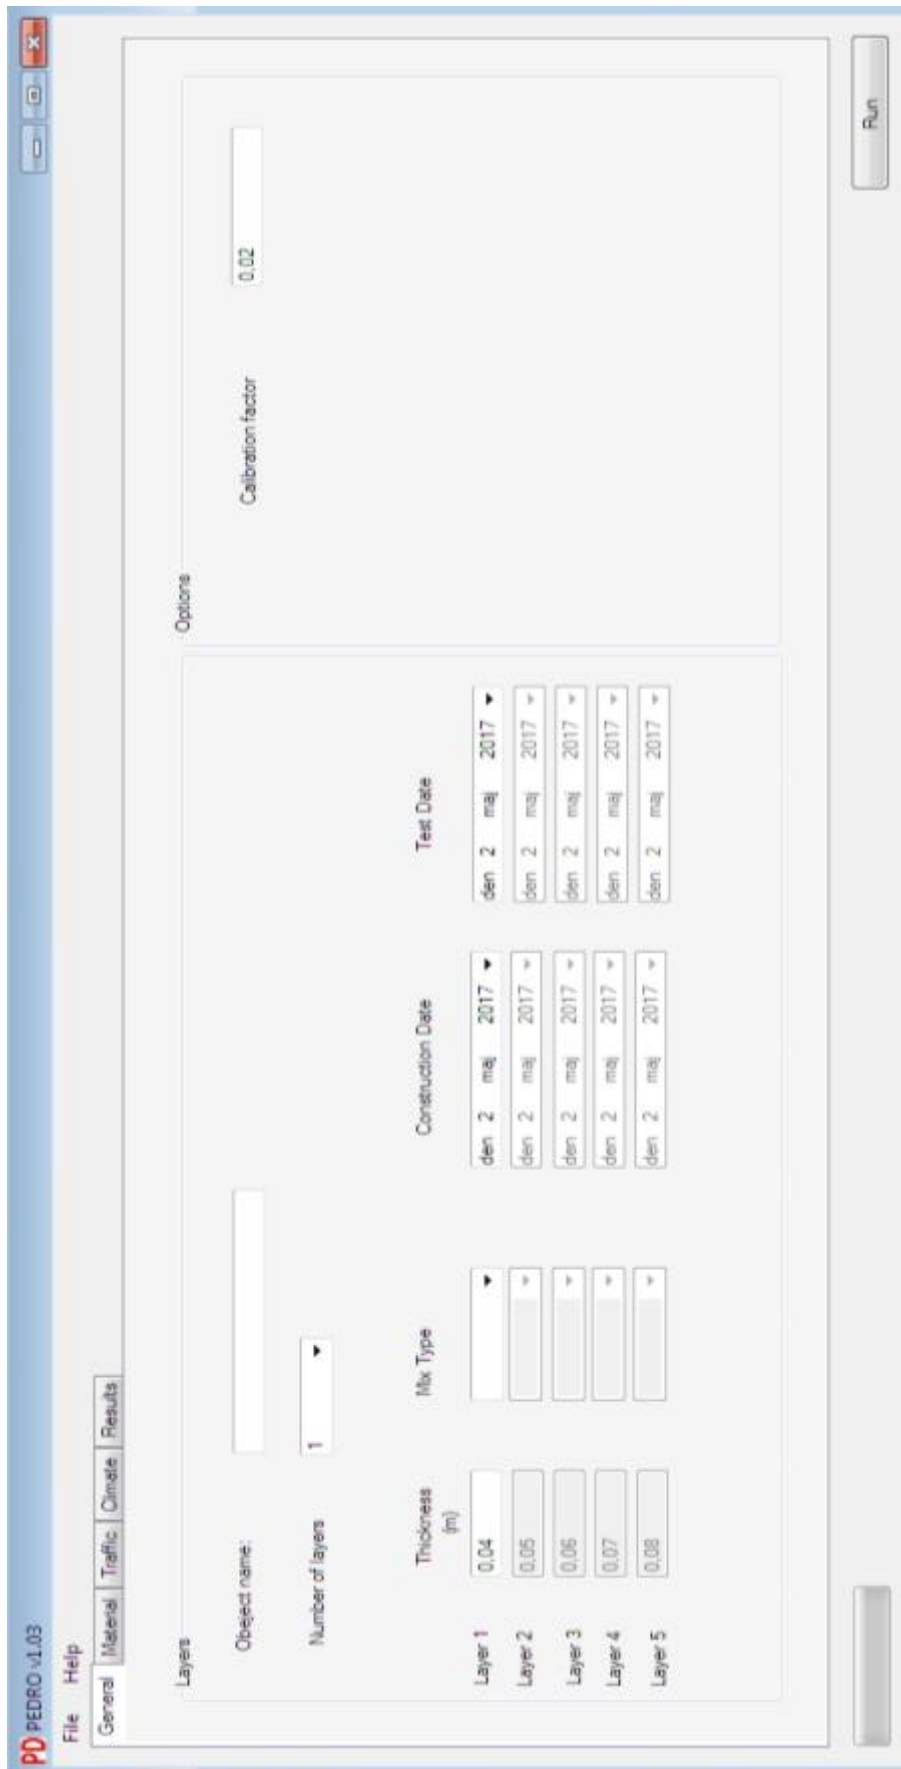 PD PEDRO v1.03
File Help
General Material Traffic Climate Results
Layers
Obeject name:
Number of layers 1
Thickness (m) Mix Type Construction Date Test Date
Layer 1 0,04 den 2 maj 2017 den 2 maj 2017
Layer 2 0,05 den 2 maj 2017 den 2 maj 2017
Layer 3 0,06 den 2 maj 2017 den 2 maj 2017
Layer 4 0,07 den 2 maj 2017 den 2 maj 2017
Layer 5 0,08 den 2 maj 2017 den 2 maj 2017
Options
Calibration factor 0,02
Run